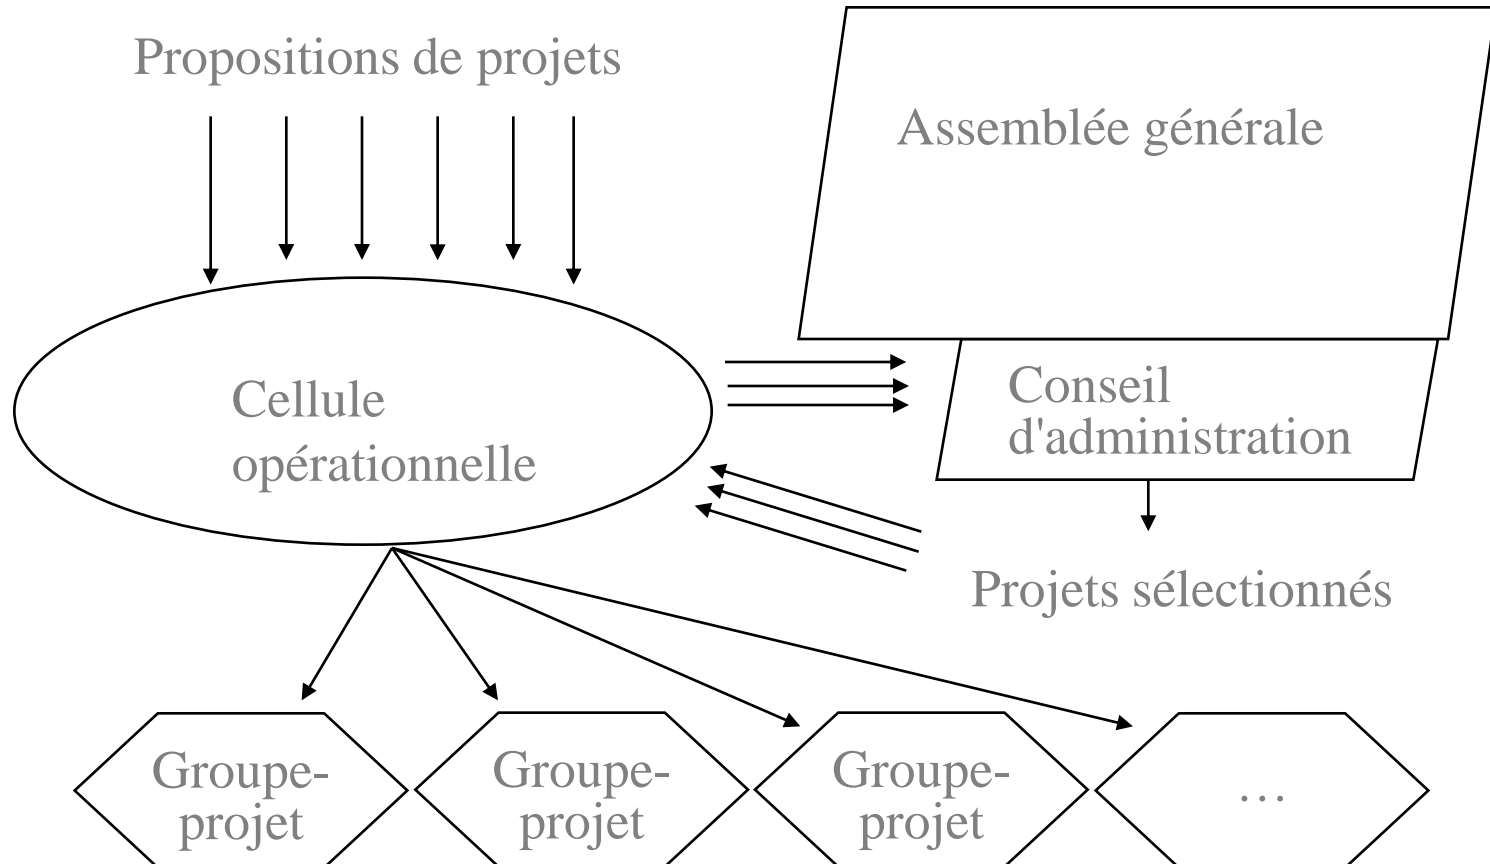 Propositions de projets
Assemblée générale
Cellule
opérationnelle
Conseil
d'administration
Projets sélectionnés
Groupe-
projet
Groupe-
projet
Groupe-
projet
…